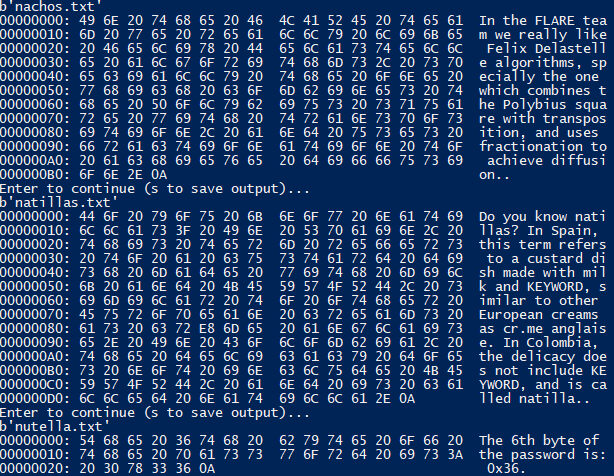 b'nachos.txt'
00000000: 49 6E 20 74 68 65 20 46  4C 41 52 45 20 74 65 61  In the FLARE tea
00000010: 6D 20 77 65 20 72 65 61  6C 6C 79 20 6C 69 6B 65  m we really like
00000020: 20 46 65 6C 69 78 20 44  65 6C 61 73 74 65 6C 6C   Felix Delastell
00000030: 65 20 61 6C 67 6F 72 69  74 68 6D 73 2C 20 73 70  e algorithms, sp
00000040: 65 63 69 61 6C 6C 79 20  74 68 65 20 6F 6E 65 20  ecially the one
00000050: 77 68 69 63 68 20 63 6F  6D 62 69 6E 65 73 20 74  which combines t
00000060: 68 65 20 50 6F 6C 79 62  69 75 73 20 73 71 75 61  he Polybius squa
00000070: 72 65 20 77 69 74 68 20  74 72 61 6E 73 70 6F 73  re with transpos
00000080: 69 74 69 6F 6E 2C 20 61  6E 64 20 75 73 65 73 20  ition, and uses
00000090: 66 72 61 63 74 69 6F 6E  61 74 69 6F 6E 20 74 6F  fractionation to
000000A0: 20 61 63 68 69 65 76 65  20 64 69 66 66 75 73 69   achieve diffusi
000000B0: 6F 6E 2E 0A  on..
Enter to continue (s to save output)...
b'natillas.txt'
00000000: 44 6F 20 79 6F 75 20 6B  6E 6F 77 20 6E 61 74 69  Do you know nati
00000010: 6C 6C 61 73 3F 20 49 6E  20 53 70 61 69 6E 2C 20  llas? In Spain,
00000020: 74 68 69 73 20 74 65 72  6D 20 72 65 66 65 72 73  this term refers
00000030: 20 74 6F 20 61 20 63 75  73 74 61 72 64 20 64 69   to a custard di
00000040: 73 68 20 6D 61 64 65 20  77 69 74 68 20 6D 69 6C  sh made with mil
00000050: 6B 20 61 6E 64 20 4B 45  59 57 4F 52 44 2C 20 73  k and KEYWORD, s
00000060: 69 6D 69 6C 61 72 20 74  6F 20 6F 74 68 65 72 20  imilar to other
00000070: 45 75 72 6F 70 65 61 6E  20 63 72 65 61 6D 73 20  European creams
00000080: 61 73 20 63 72 E8 6D 65  20 61 6E 67 6C 61 69 73  as cr.me anglais
00000090: 65 2E 20 49 6E 20 43 6F  6C 6F 6D 62 69 61 2C 20  e. In Colombia,
000000A0: 74 68 65 20 64 65 6C 69  63 61 63 79 20 64 6F 65  the delicacy doe
000000B0: 73 20 6E 6F 74 20 69 6E  63 6C 75 64 65 20 4B 45  s not include KE
000000C0: 59 57 4F 52 44 2C 20 61  6E 64 20 69 73 20 63 61  YWORD, and is ca
000000D0: 6C 6C 65 64 20 6E 61 74  69 6C 6C 61 2E 0A  lled natilla..
Enter to continue (s to save output)...
b'nutella.txt'
00000000: 54 68 65 20 36 74 68 20  62 79 74 65 20 6F 66 20  The 6th byte of
00000010: 74 68 65 20 70 61 73 73  77 6F 72 64 20 69 73 3A  the password is:
00000020: 20 30 78 33 36 0A   0x36.